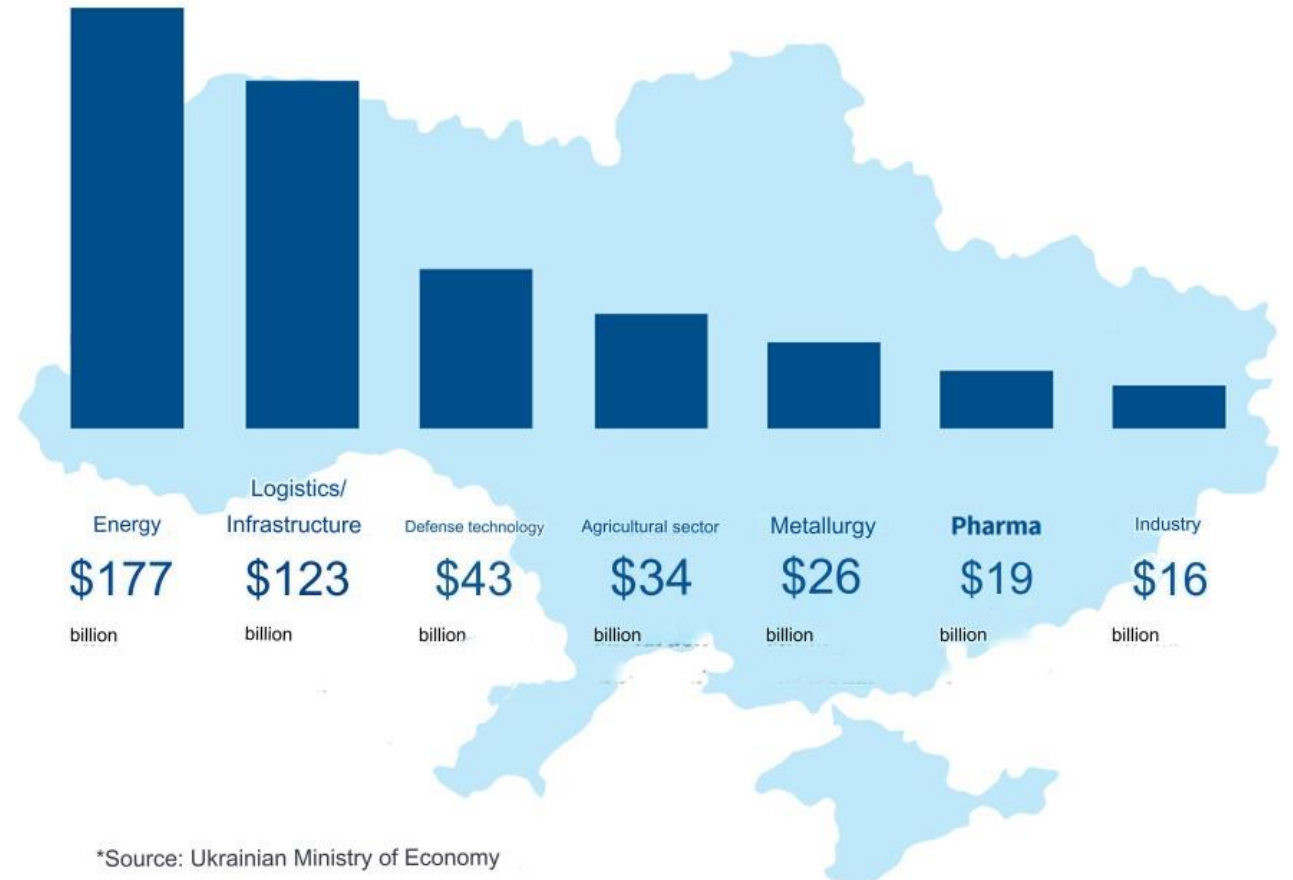 Energy
$177
billion
Logistics/
Infrastructure
$123
billion
Defense technology
$43
billion
Agricultural sector
$34
billion
Metallurgy
$26
billion
Pharma
$19
billion
Industry
$16
billion
*Source: Ukrainian Ministry of Economy